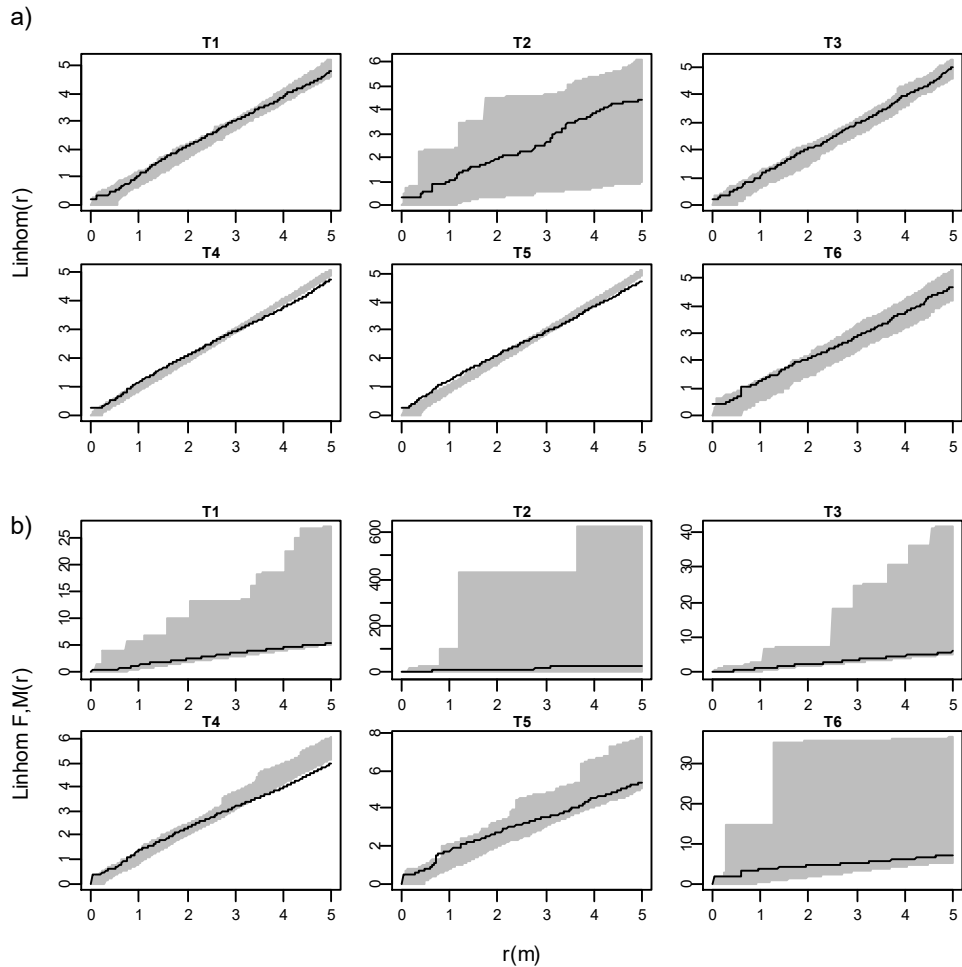 a)
T1 T2 T3
Linhom(r)
0 1 2 3 4 5
0 1 2 3 4 5 6
0 1 2 3 4 5
0 1 2 3 4 5 0 1 2 3 4 5 0 1 2 3 4 5
T4 T5 T6
0 1 2 3 4 5
0 1 2 3 4 5
0 1 2 3 4 5
0 1 2 3 4 5 0 1 2 3 4 5 0 1 2 3 4 5
b)
T1 T2 T3
Linhom F,M(r)
0 5 10 15 20 25
0 200 400 600
0 10 20 30 40
0 1 2 3 4 5 0 1 2 3 4 5 0 1 2 3 4 5
T4 T5 T6
0 1 2 3 4 5 6
0 2 4 6 8
0 10 20 30
0 1 2 3 4 5 0 1 2 3 4 5 0 1 2 3 4 5
r(m)